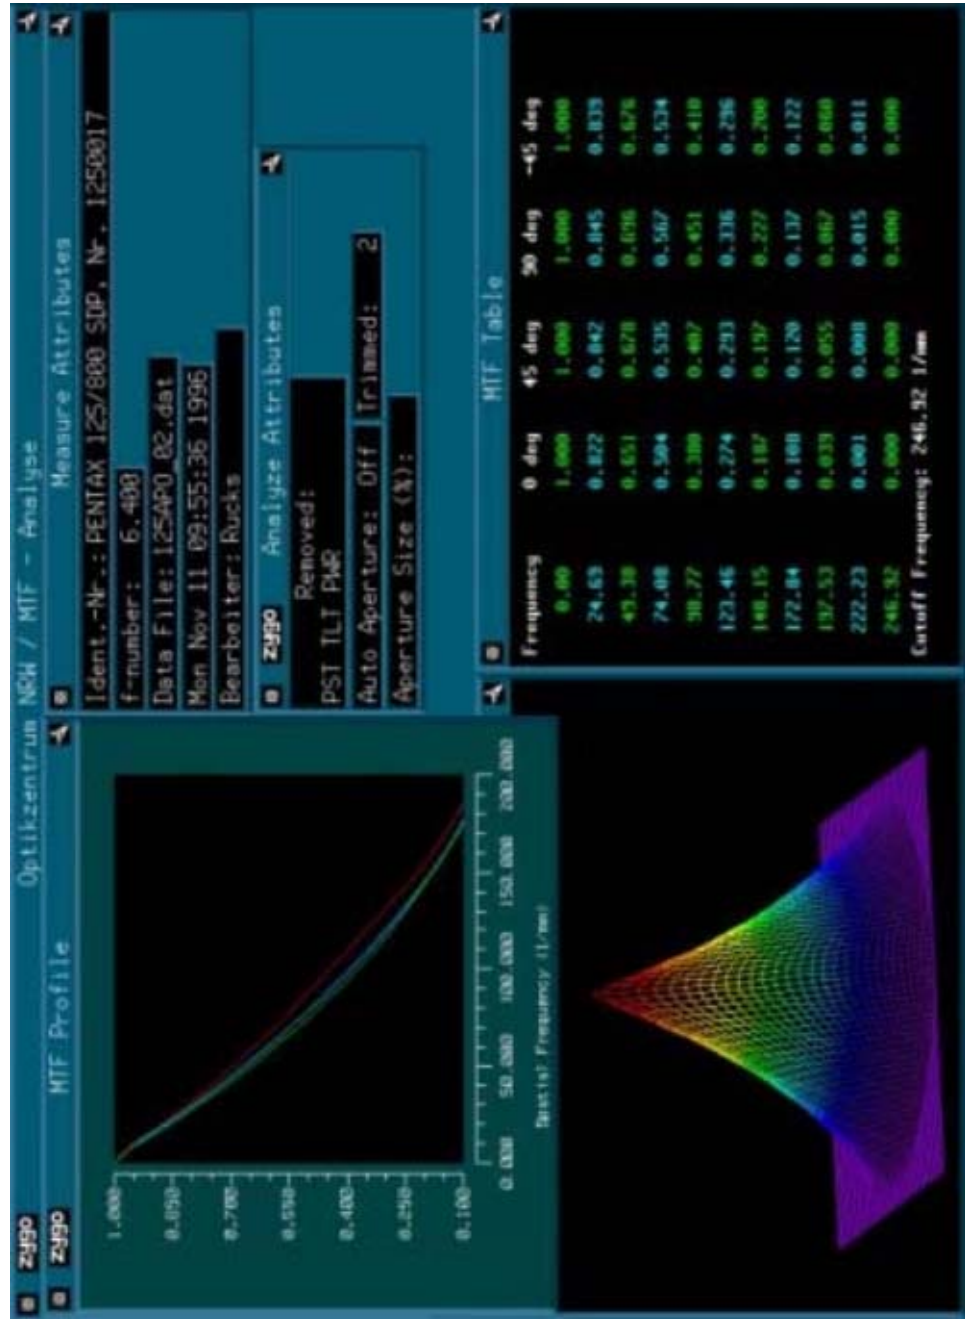 zygo Optikzentrum NRW / MTF - Analyse
zygo MTF Profile
1.000
0.850
0.700
0.550
0.400
0.250
0.100
0.000 50.000 100.000 150.000 200.000
Spatial Frequency (1/mm)
Measure Attributes
Ident.-Nr.: PENTAX 125/800 SDP, Nr. 1250017
f-number: 6.400
Data File: 125APO_02.dat
Mon Nov 11 09:55:36 1996
Bearbeiter: Rucks
zygo Analyze Attributes
Removed:
PST TLT PWR
Auto Aperture: Off Trimmed: 2
Aperture Size (%):
MTF Table
Frequency 0 deg 45 deg 90 deg -45 deg
0.00 1.000 1.000 1.000 1.000
24.69 0.822 0.842 0.845 0.839
49.38 0.651 0.678 0.696 0.676
74.08 0.504 0.535 0.567 0.534
98.77 0.380 0.407 0.451 0.410
123.46 0.274 0.293 0.336 0.296
148.15 0.187 0.197 0.227 0.200
172.84 0.108 0.120 0.137 0.122
197.53 0.039 0.055 0.067 0.060
222.23 0.001 0.008 0.015 0.011
246.92 0.000 0.000 0.000 0.000
Cutoff Frequency: 246.92 1/mm